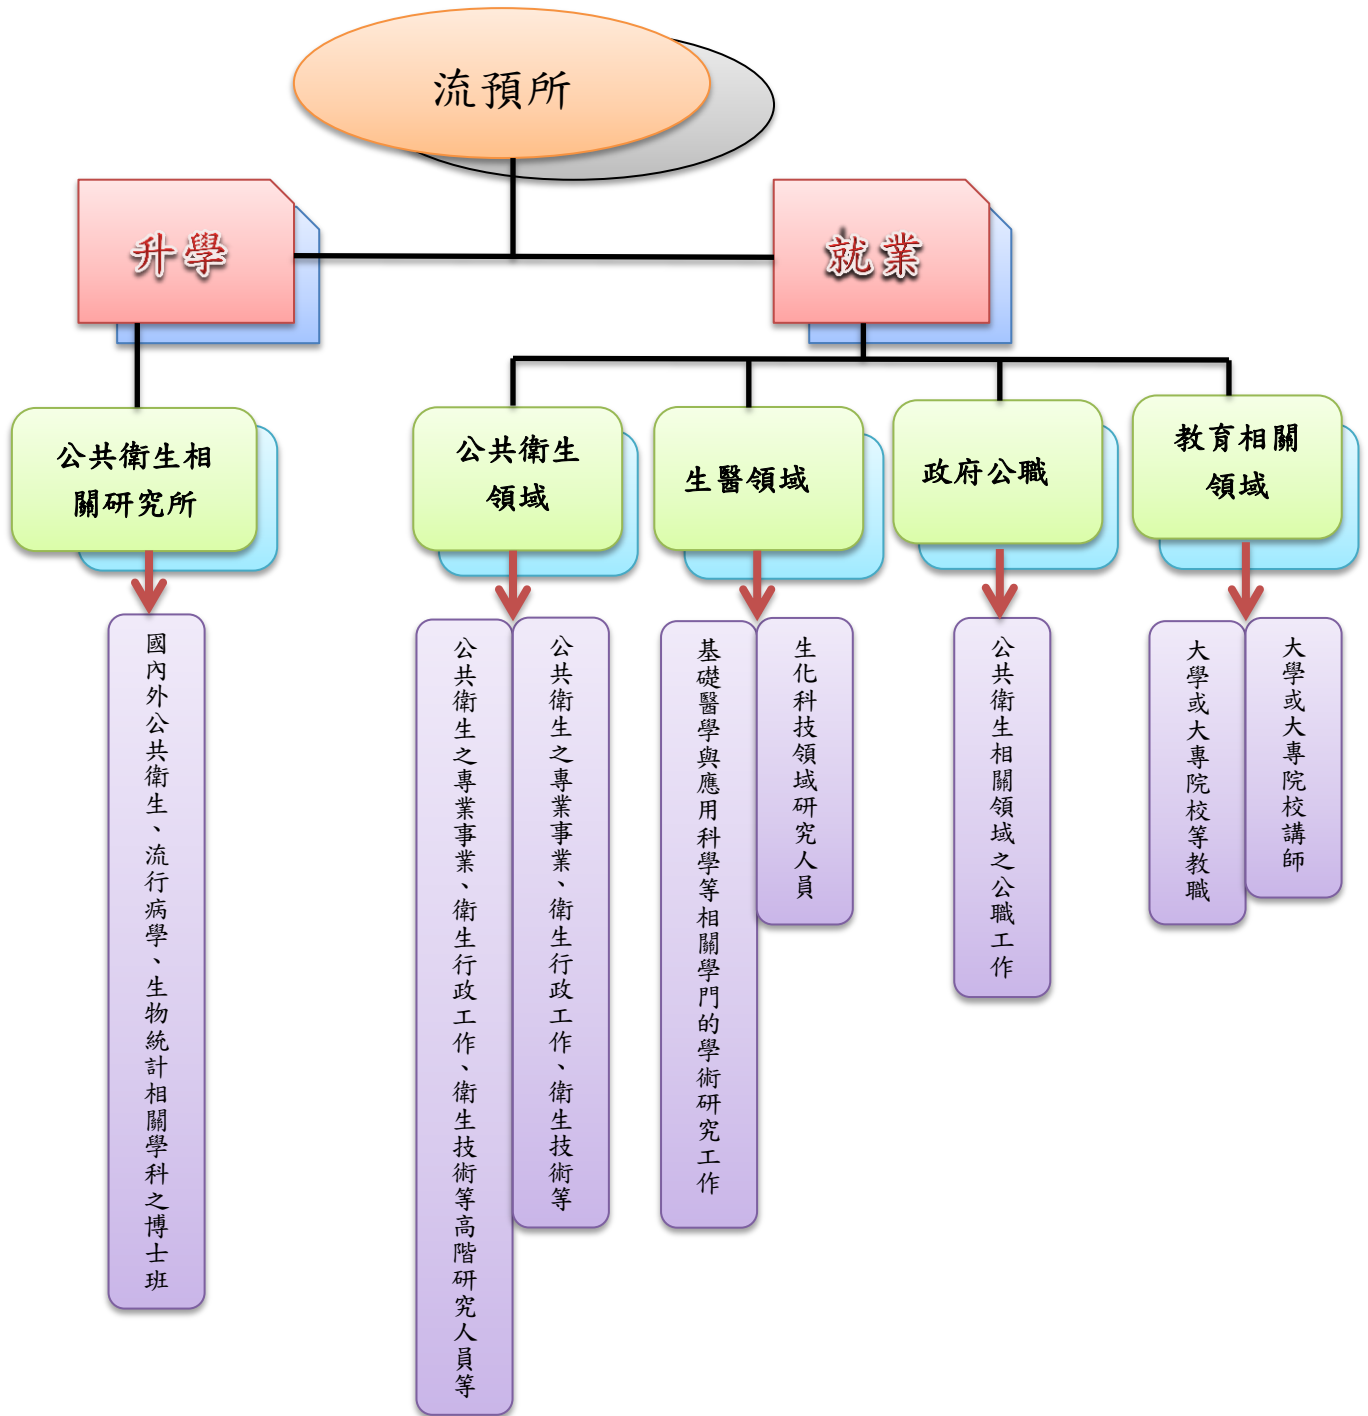 流預所
升學
就業
公共衛生相
關研究所
公共衛生
領域
生醫領域
政府公職
教育相關
領域
國內外公共衛生、流行病學、生物統計相關學科之博士班
公共衛生之專業事業、衛生行政工作、衛生技術等高階研究人員等
公共衛生之專業事業、衛生行政工作、衛生技術等
基礎醫學與應用科學等相關學門的學術研究工作
生化科技領域研究人員
公共衛生相關領域之公職工作
大學或大專院校等教職
大學或大專院校講師